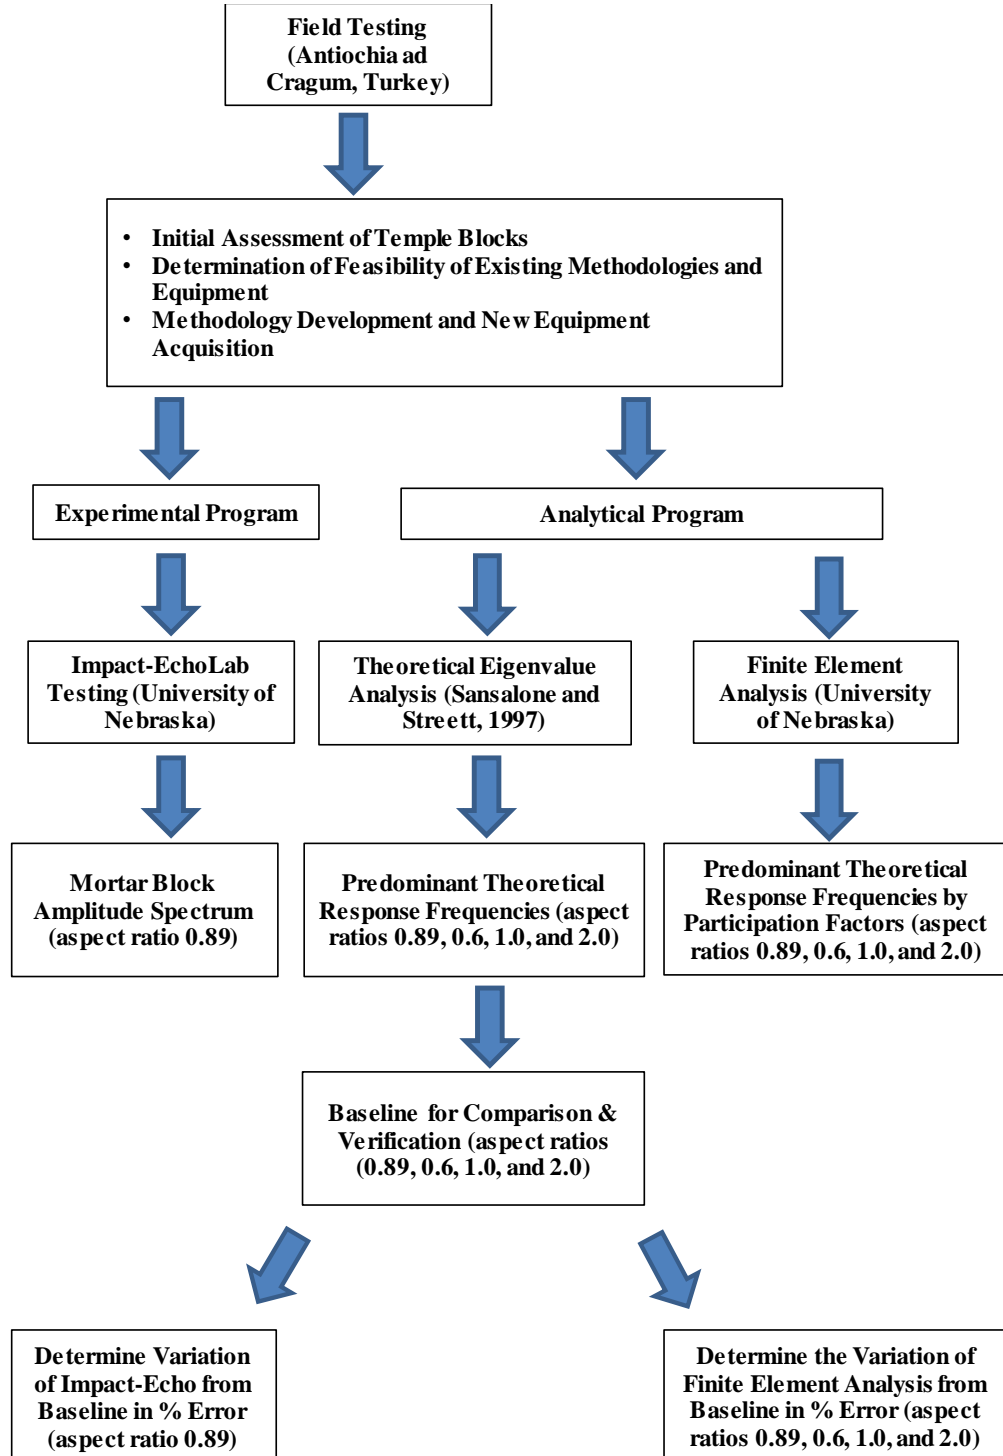 Field Testing
(Antiochia ad
Cragum, Turkey)
• Initial Assessment of Temple Blocks
• Determination of Feasibility of Existing Methodologies and
Equipment
• Methodology Development and New Equipment
Acquisition
Experimental Program
Analytical Program
Impact-Echo Lab
Testing (University of
Nebraska)
Theoretical Eigenvalue
Analysis (Sansalone and
Streett, 1997)
Finite Element
Analysis (University
of Nebraska)
Mortar Block
Amplitude Spectrum
(aspect ratio 0.89)
Predominant Theoretical
Response Frequencies (aspect
ratios 0.89, 0.6, 1.0, and 2.0)
Predominant Theoretical
Response Frequencies by
Participation Factors (aspect
ratios 0.89, 0.6, 1.0, and 2.0)
Baseline for Comparison &
Verification (aspect ratios
(0.89, 0.6, 1.0, and 2.0)
Determine Variation
of Impact-Echo from
Baseline in % Error
(aspect ratio 0.89)
Determine the Variation of
Finite Element Analysis from
Baseline in % Error (aspect
ratios 0.89, 0.6, 1.0, and 2.0)